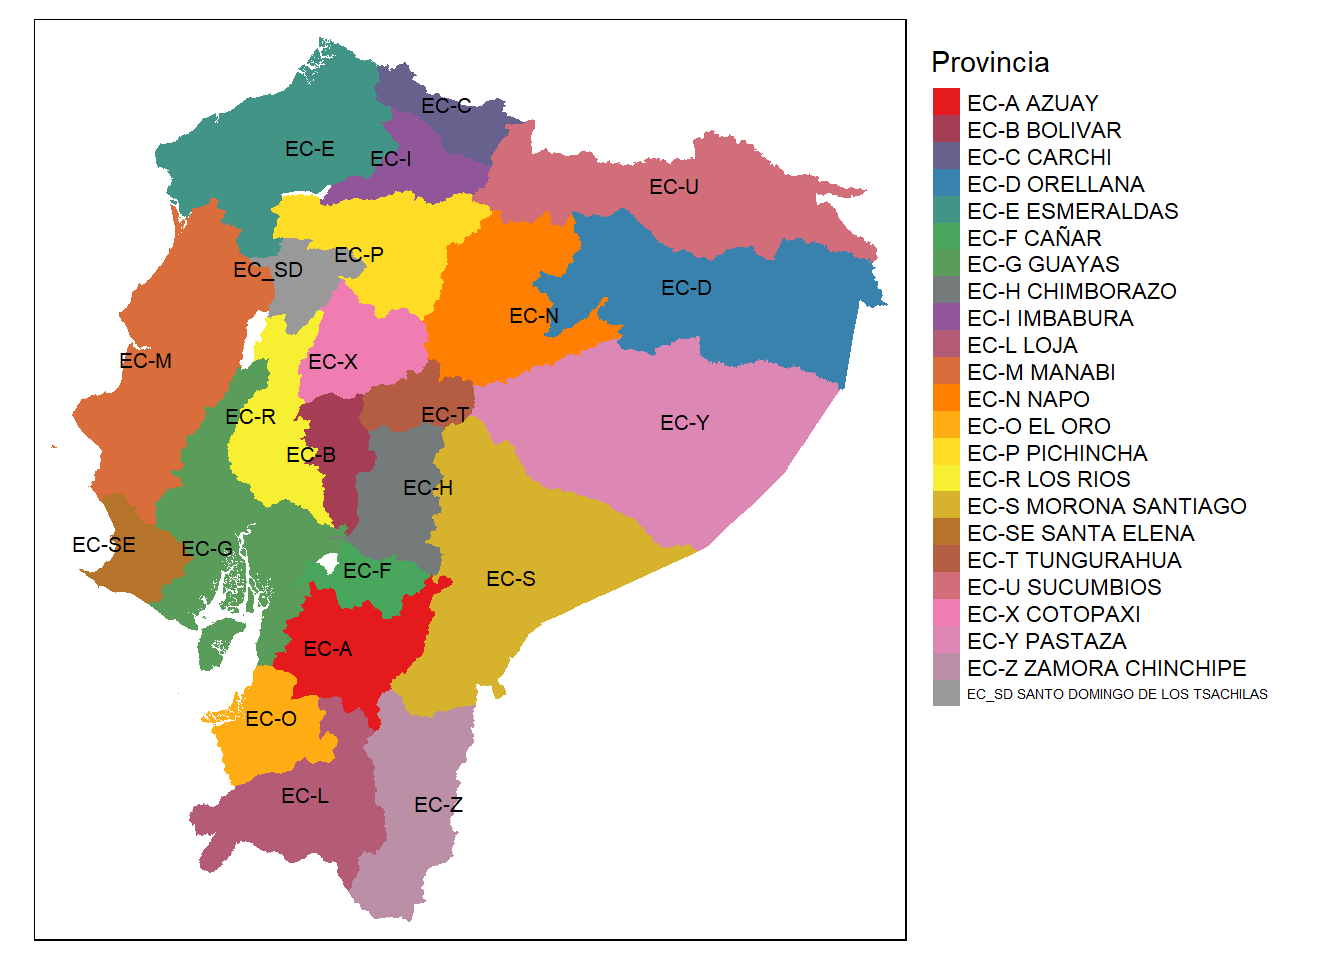 EC-C
EC-E
EC-I
EC-U
EC-P
EC_SD
EC-D
EC-N
EC-M
EC-X
EC-R
EC-T
EC-Y
EC-B
EC-H
EC-SE
EC-G
EC-F
EC-S
EC-A
EC-O
EC-L
EC-Z
Provincia
EC-A AZUAY
EC-B BOLIVAR
EC-C CARCHI
EC-D ORELLANA
EC-E ESMERALDAS
EC-F CAÑAR
EC-G GUAYAS
EC-H CHIMBORAZO
EC-I IMBABURA
EC-L LOJA
EC-M MANABI
EC-N NAPO
EC-O EL ORO
EC-P PICHINCHA
EC-R LOS RIOS
EC-S MORONA SANTIAGO
EC-SE SANTA ELENA
EC-T TUNGURAHUA
EC-U SUCUMBIOS
EC-X COTOPAXI
EC-Y PASTAZA
EC-Z ZAMORA CHINCHIPE
EC_SD SANTO DOMINGO DE LOS TSACHILAS